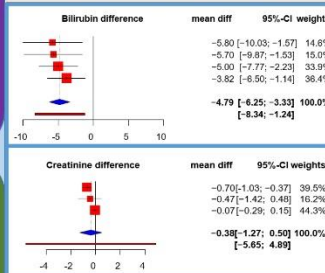 Bilirubin difference mean diff 95%-CI weight
−5.80 [−10.03; −1.57] 14.6%
−5.70 [−9.87; −1.53] 15.0%
−5.00 [−7.77; −2.23] 33.9%
−3.82 [−6.50; −1.14] 36.4%
−4.79 [−6.25; −3.33] 100.0%
[−8.34; −1.24]
-10 -5 0 5 10
Creatinine difference mean diff 95%-CI weights
−0.70 [-1.03; −0.37] 39.5%
−0.47 [−1.42; 0.48] 16.2%
−0.07 [−0.29; 0.15] 44.3%
−0.38 [−1.27; 0.50] 100.0%
[−5.65; 4.89]
-4 -2 0 2 4